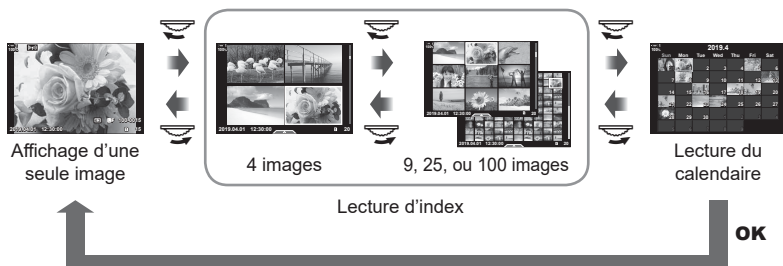 2019.04.01 12:30:00
15
2019.04.01 12:30:00
20
2019.04.01 12:30:00
20
2019.4
Sun Mon Tue Wed Thu Fri Sat
Affichage d'une
seule image
4 images
9, 25, ou 100 images
Lecture du
calendaire
Lecture d'index
OK